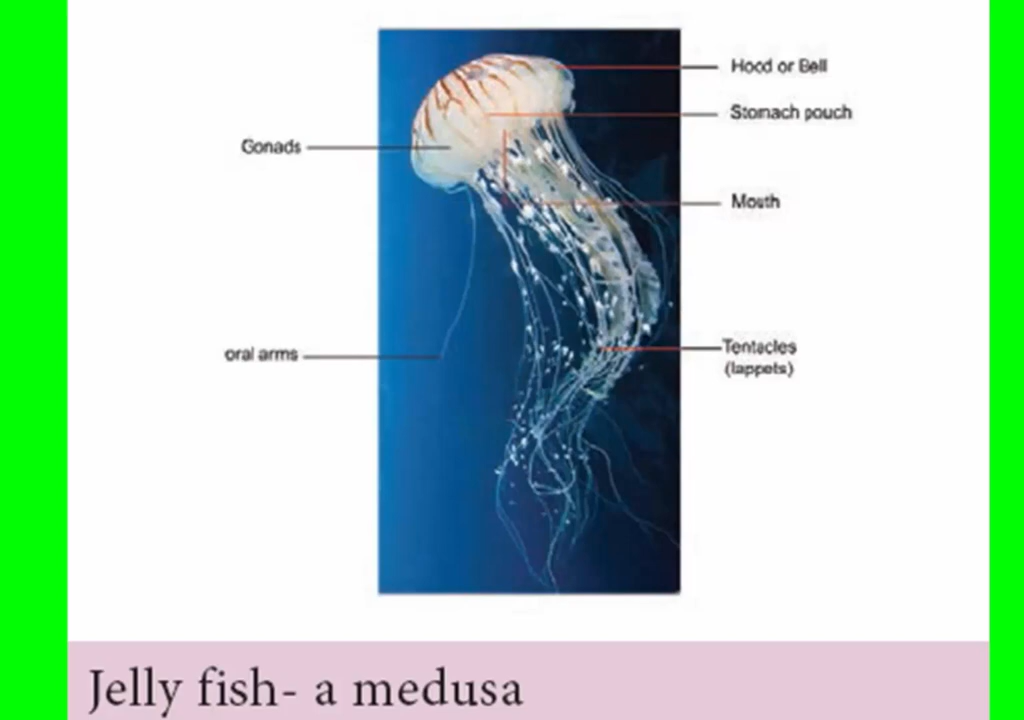 Hood or Bell
Stomach pouch
Gonads
Mouth
Tentacles
(lappets)
oral arms
Jelly fish- a medusa